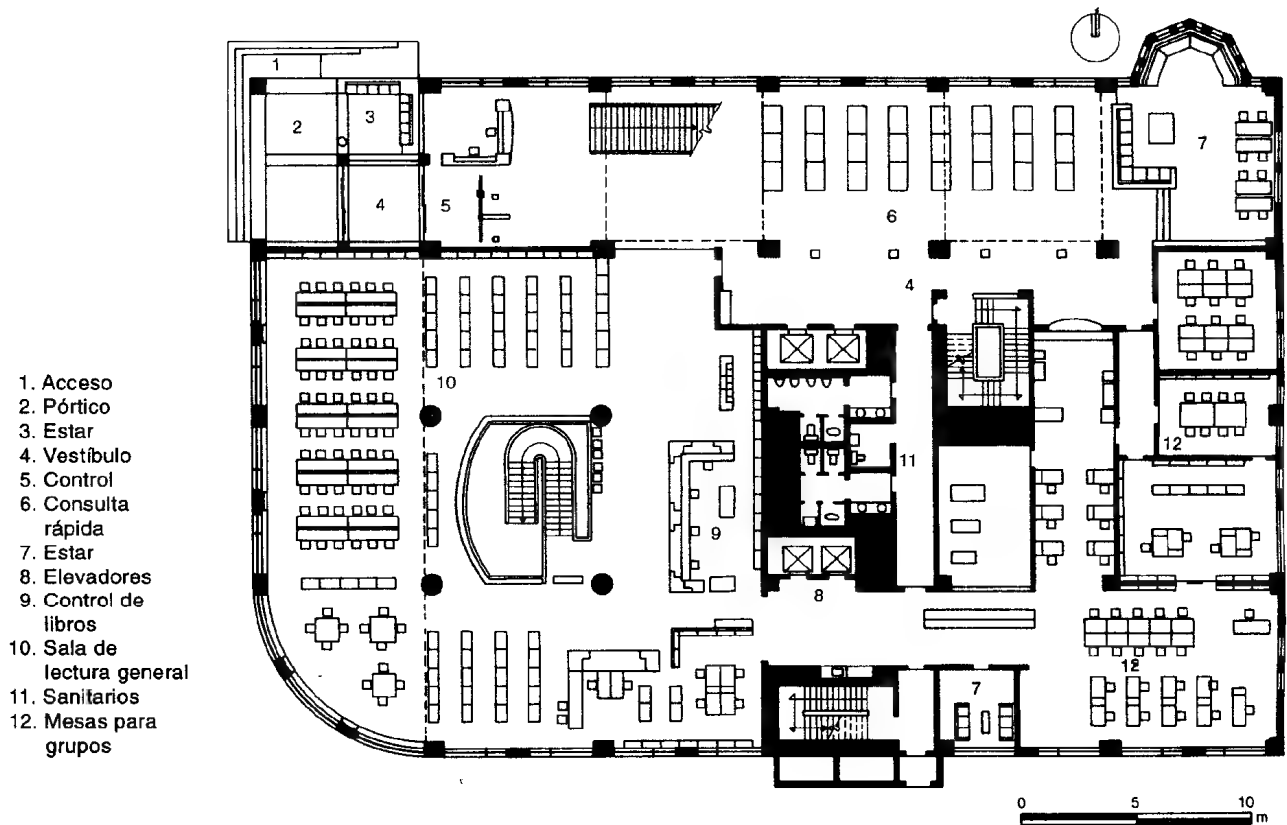 1. Acceso
2. Pórtico
3. Estar
4. Vestíbulo
5. Control
6. Consulta
rápida
7. Estar
8. Elevadores
9. Control de
libros
10. Sala de
lectura general
11. Sanitarios
12. Mesas para
grupos
1
2
3
7
4
5
6
4
10
12
11
9
8
12
7
0 5 10
m